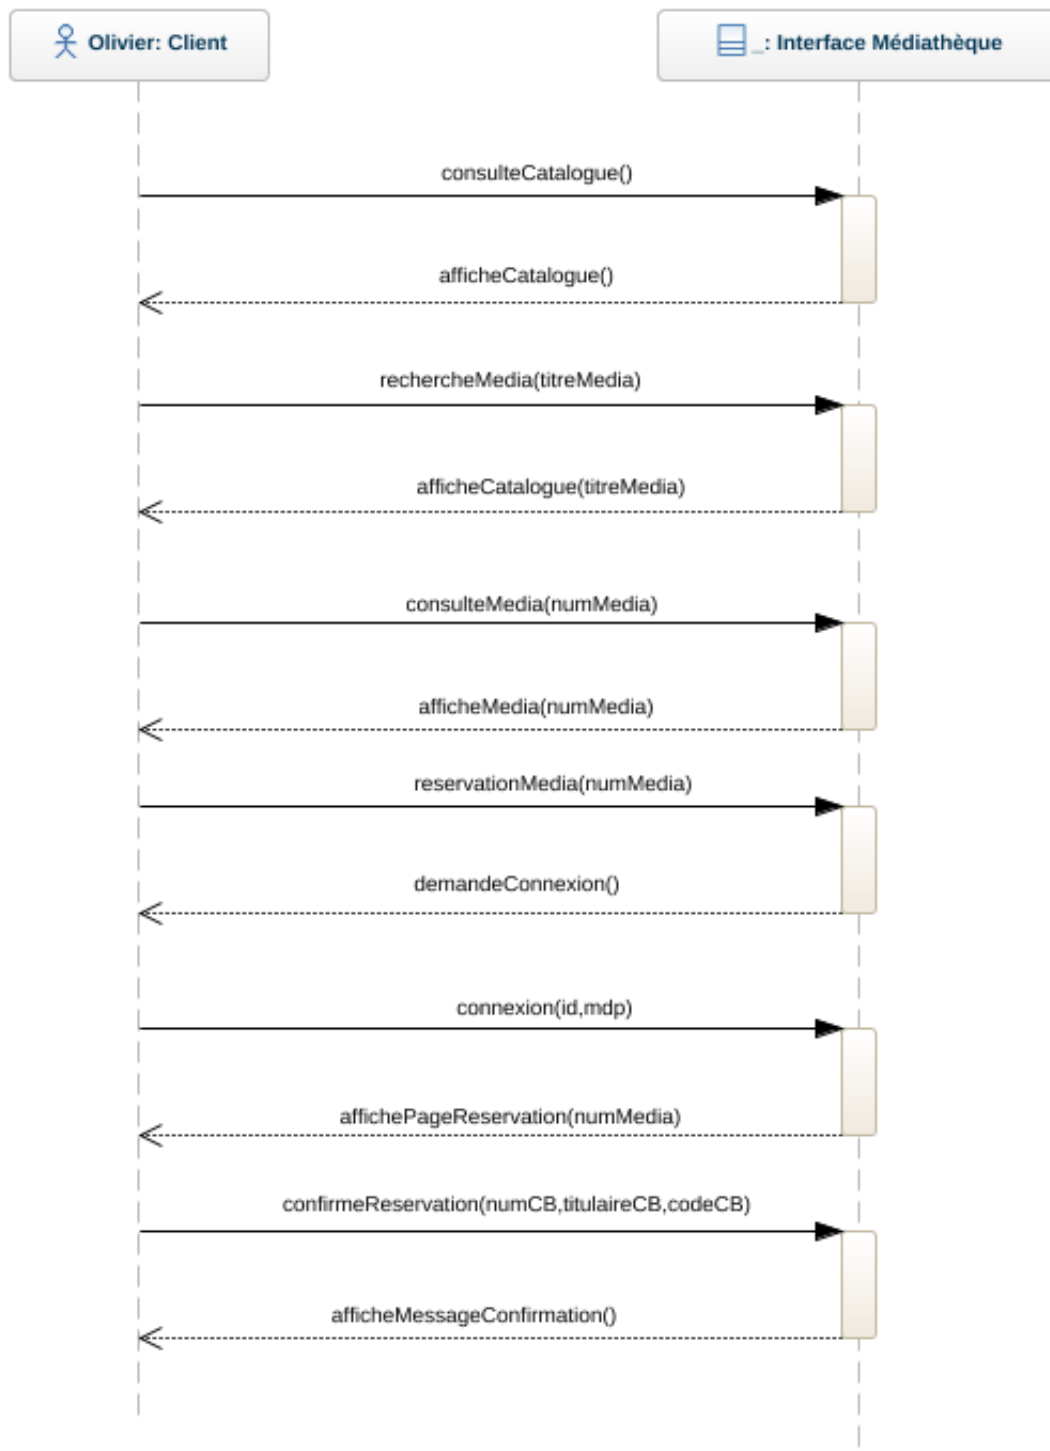 Olivier: Client
_: Interface Médiathèque
consulteCatalogue()
afficheCatalogue()
rechercheMedia(titreMedia)
afficheCatalogue(titreMedia)
consulteMedia(numMedia)
afficheMedia(numMedia)
reservationMedia(numMedia)
demandeConnexion()
connexion(id,mdp)
affichePageReservation(numMedia)
confirmeReservation(numCB,titulaireCB,codeCB)
afficheMessageConfirmation()